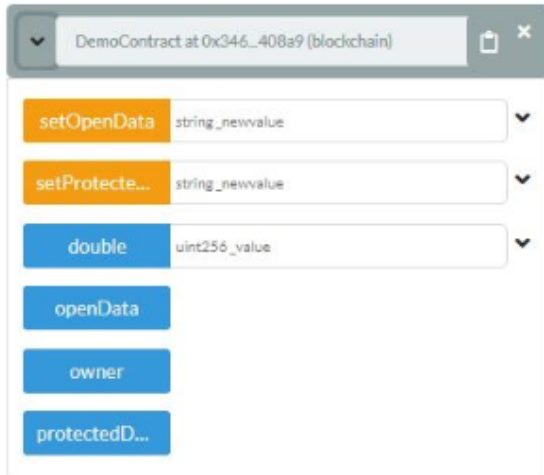 DemoContract at 0x346...408a9 (blockchain)
setOpenData string _newvalue
setProtecte... string _newvalue
double uint256 _value
openData
owner
protectedD...